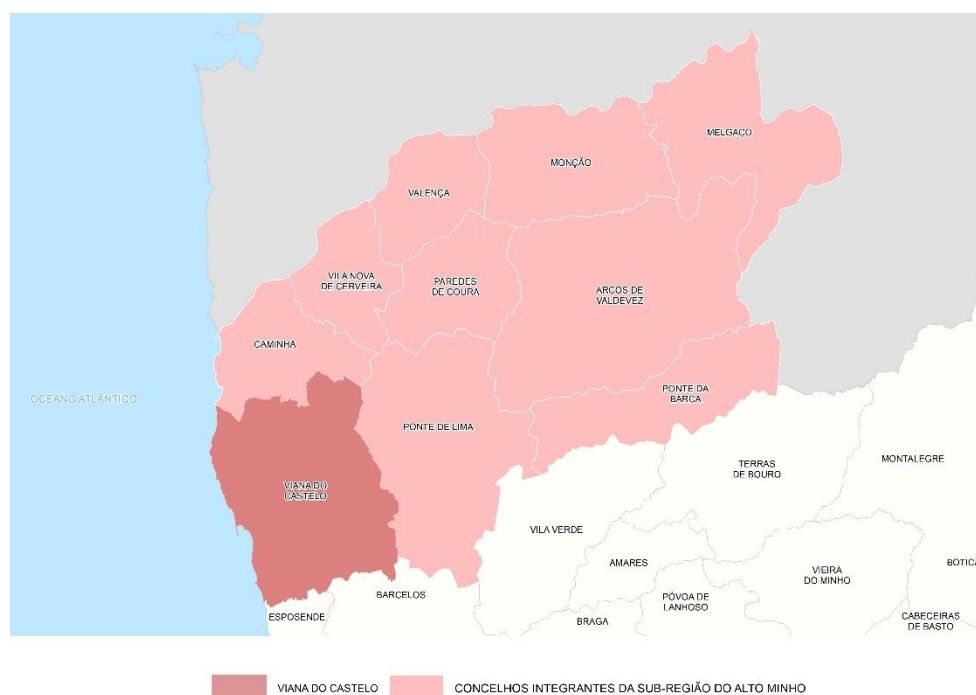 MELGAÇO
MONÇÃO
VALENÇA
VILA NOVA
DE CERVEIRA
PAREDES
DE COURA
ARCOS DE
VALDEVEZ
CAMINHA
PONTE DA
BARCA
OCEANO ATLÂNTICO
PONTE DE LIMA
VIANA DO
CASTELO
TERRAS
DE BOURO
MONTALEGRE
VILA VERDE
AMARES
VIEIRA
DO MINHO
BOTICA
BARCELOS
PÓVOA DE
LANHOSO
ESPOSENDE
BRAGA
CABECEIRAS
DE BASTO
VIANA DO CASTELO
CONCELHOS INTEGRANTES DA SUB-REGIÃO DO ALTO MINHO